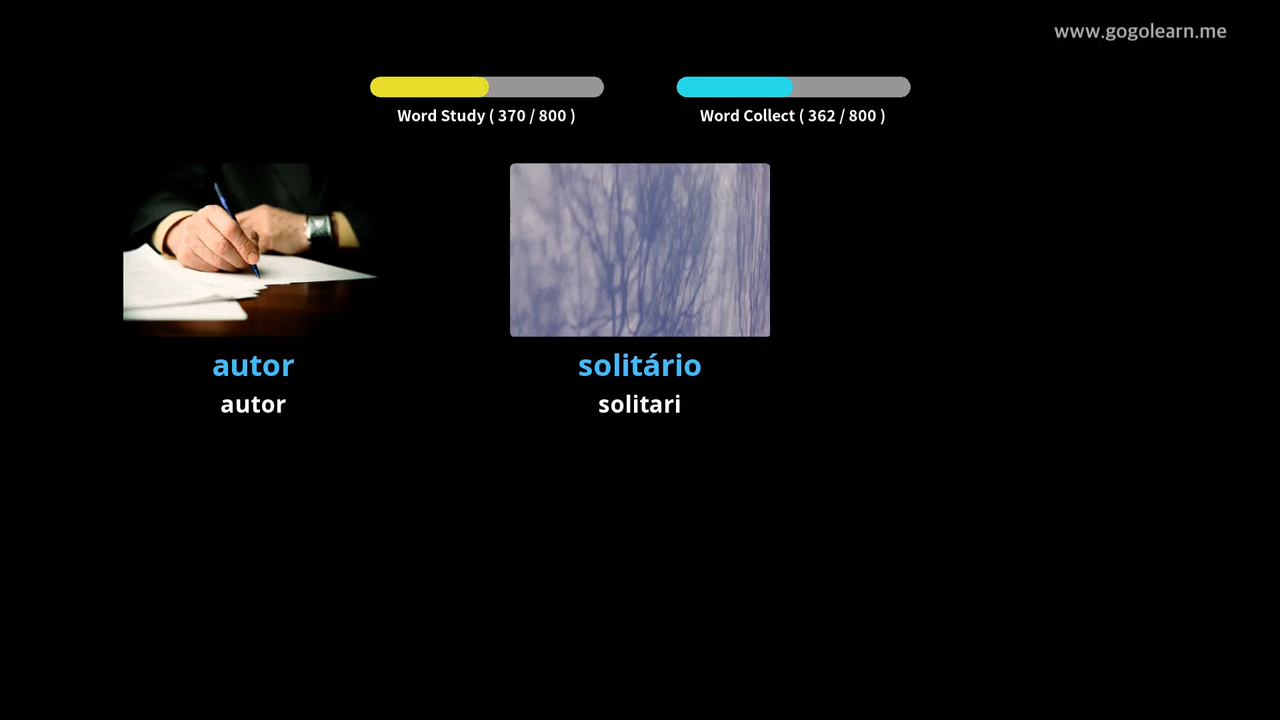 www.gogolearn.me
Word Study ( 370 / 800 )
Word Collect ( 362 / 800 )
autor
autor
solitário
solitari